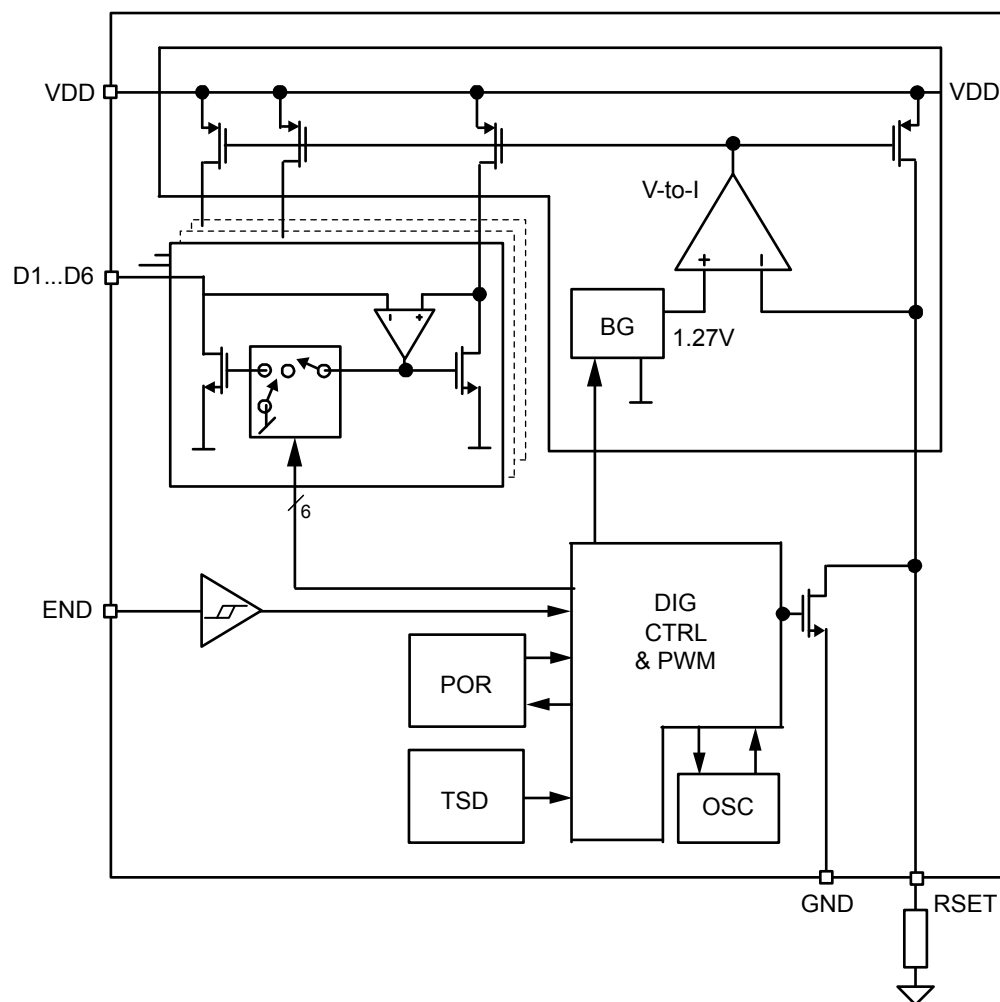 VDD
VDD
V-to-I
+
–
D1...D6
-
+
BG
1.27V
6
END
DIG
CTRL
& PWM
POR
TSD
OSC
GND
RSET